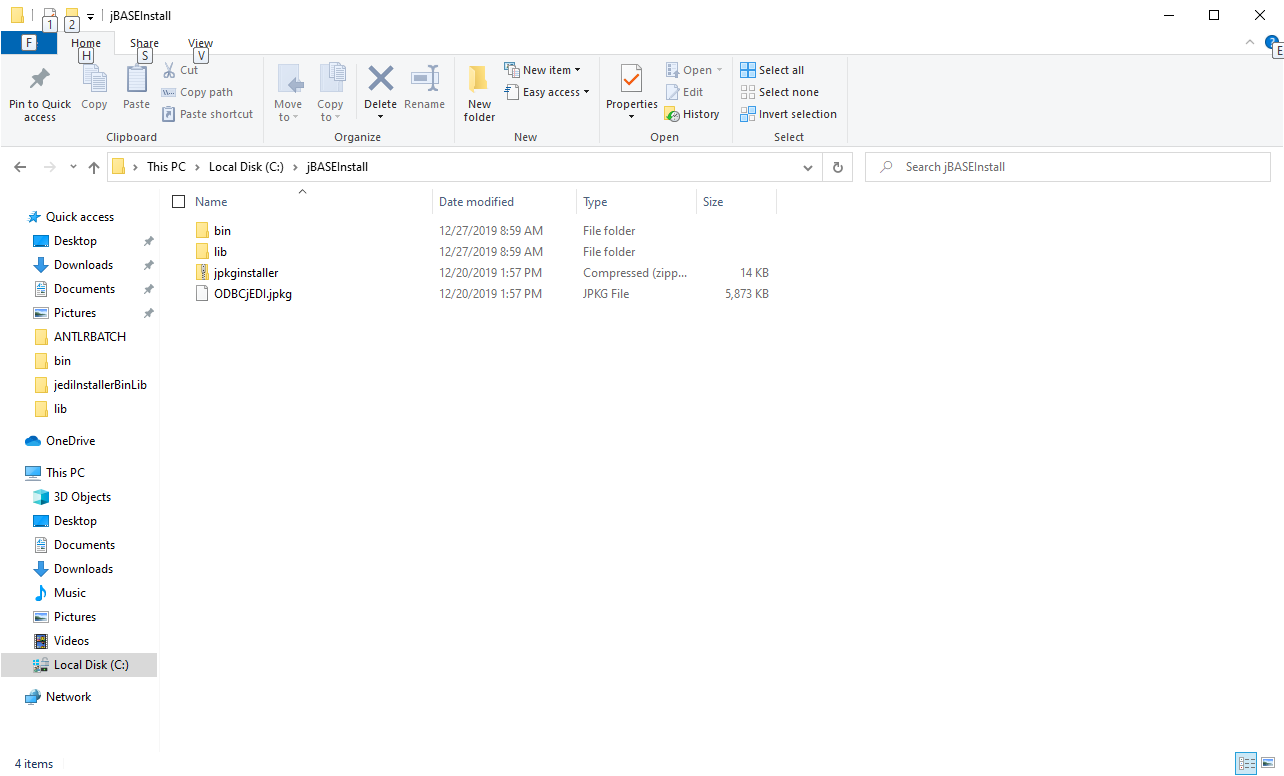 1 2 jBASEInstall
F Home Share View
H S V E
Pin to Quick access
Copy
Paste
Cut
Copy path
Paste shortcut
Clipboard
Move to
Copy to
Delete
Rename
Organize
New folder
New item
Easy access
New
Properties
Open
Edit
History
Open
Select all
Select none
Invert selection
Select
This PC > Local Disk (C:) > jBASEInstall
Search jBASEInstall
Name Date modified Type Size
bin 12/27/2019 8:59 AM File folder
lib 12/27/2019 8:59 AM File folder
jpkginstaller 12/20/2019 1:57 PM Compressed (zipp... 14 KB
ODBCjEDI.jpkg 12/20/2019 1:57 PM JPKG File 5,873 KB
Quick access
Desktop
Downloads
Documents
Pictures
ANTLRBATCH
bin
jediInstallerBinLib
lib
OneDrive
This PC
3D Objects
Desktop
Documents
Downloads
Music
Pictures
Videos
Local Disk (C:)
Network
4 items